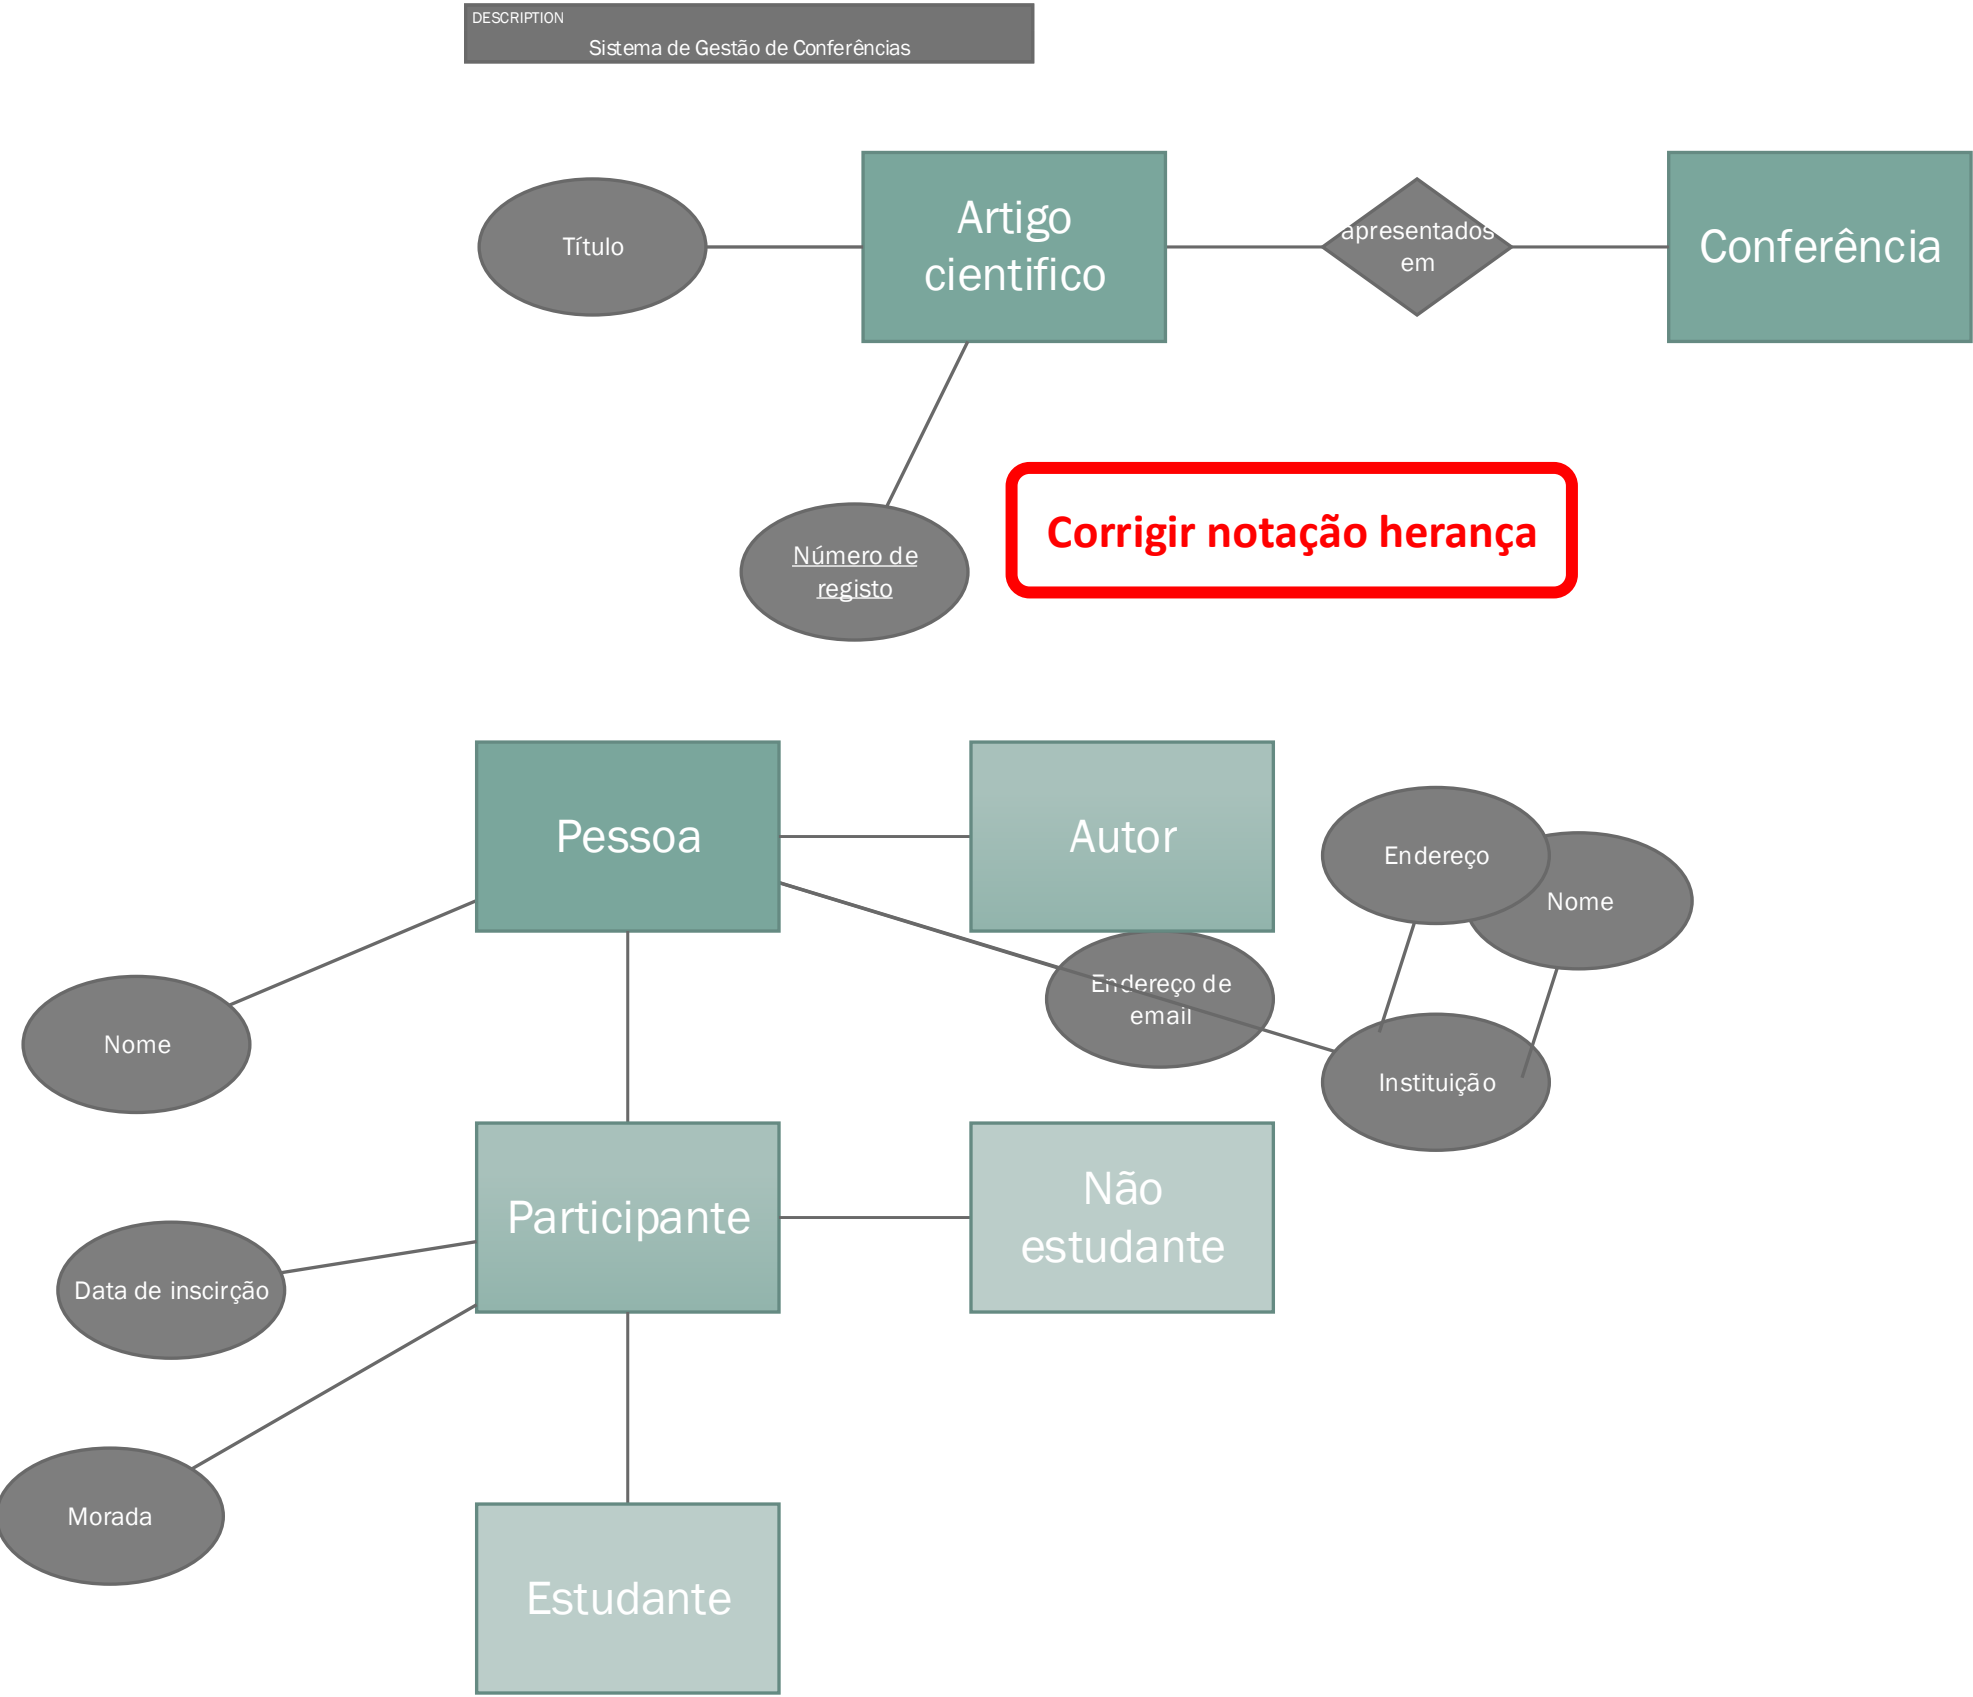 DESCRIPTION
Sistema de Gestão de Conferências
Título
Artigo
cientifico
apresentados
em
Conferência
Número de
registo
Corrigir notação herança
Pessoa
Autor
Endereço
Nome
Endereço de
email
Nome
Instituição
Participante
Não
estudante
Data de inscirção
Morada
Estudante